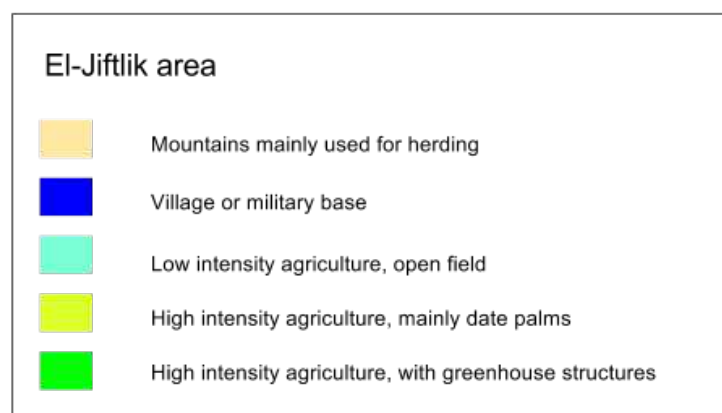 El-Jiftlik area
Mountains mainly used for herding
Village or military base
Low intensity agriculture, open field
High intensity agriculture, mainly date palms
High intensity agriculture, with greenhouse structures